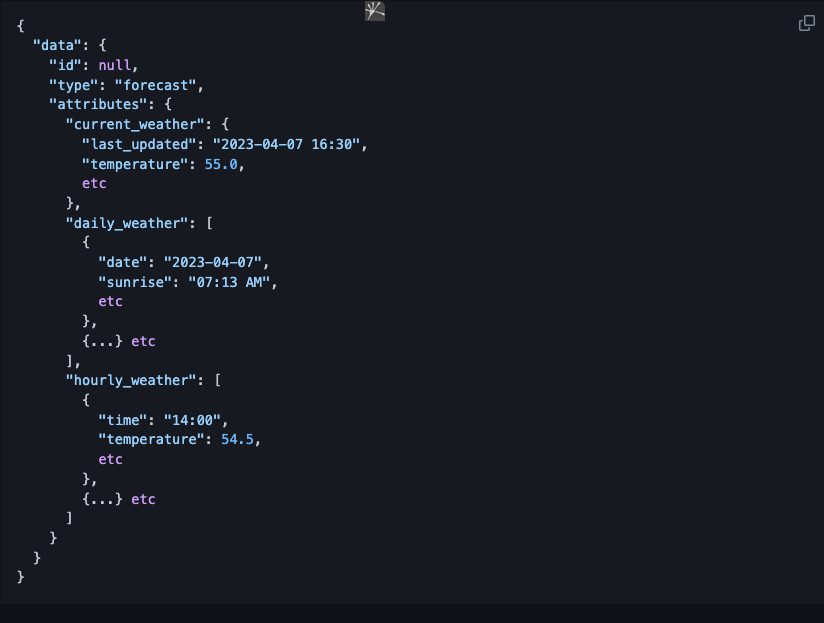 {
  "data": {
    "id": null,
    "type": "forecast",
    "attributes": {
      "current_weather": {
        "last_updated": "2023-04-07 16:30",
        "temperature": 55.0,
        etc
      },
      "daily_weather": [
        {
          "date": "2023-04-07",
          "sunrise": "07:13 AM",
          etc
        },
        {...} etc
      ],
      "hourly_weather": [
        {
          "time": "14:00",
          "temperature": 54.5,
          etc
        },
        {...} etc
      ]
    }
  }
}